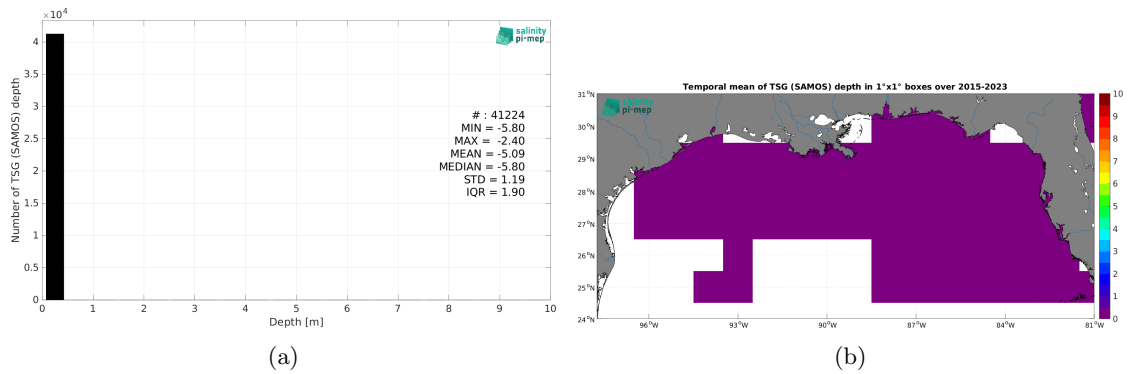 ×10⁴
4
3.5
3
2.5
2
1.5
1
0.5
0
Number of TSG (SAMOS) depth
0 1 2 3 4 5 6 7 8 9 10
Depth [m]
salinity
pi-mep
# : 41224
MIN = -5.80
MAX = -2.40
MEAN = -5.09
MEDIAN = -5.80
STD = 1.19
IQR = 1.90
(a)
Temporal mean of TSG (SAMOS) depth in 1°x1° boxes over 2015-2023
salinity
pi-mep
31°N
30°N
29°N
28°N
27°N
26°N
25°N
24°N
96°W 93°W 90°W 87°W 84°W 81°W
10
9
8
7
6
5
4
3
2
1
0
(b)